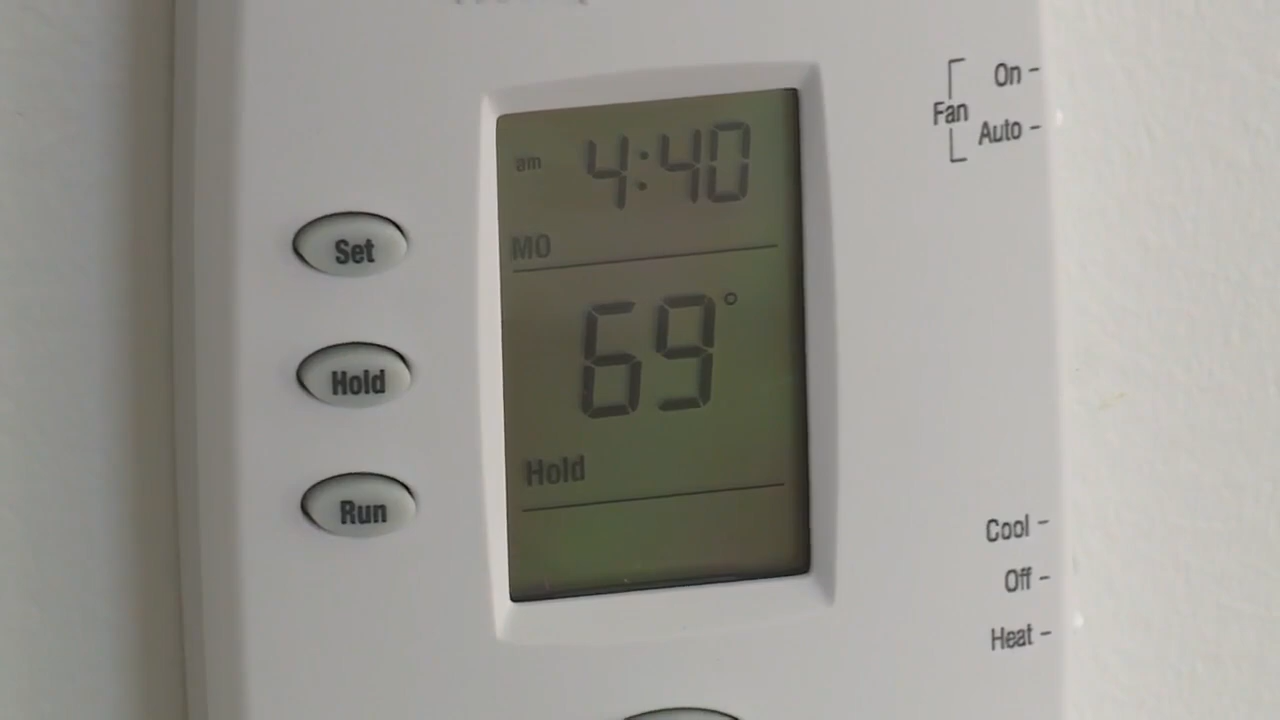 am 4:40
MO
69°
Hold
Set
Hold
Run
Fan
On -
Auto -
Cool -
Off -
Heat -